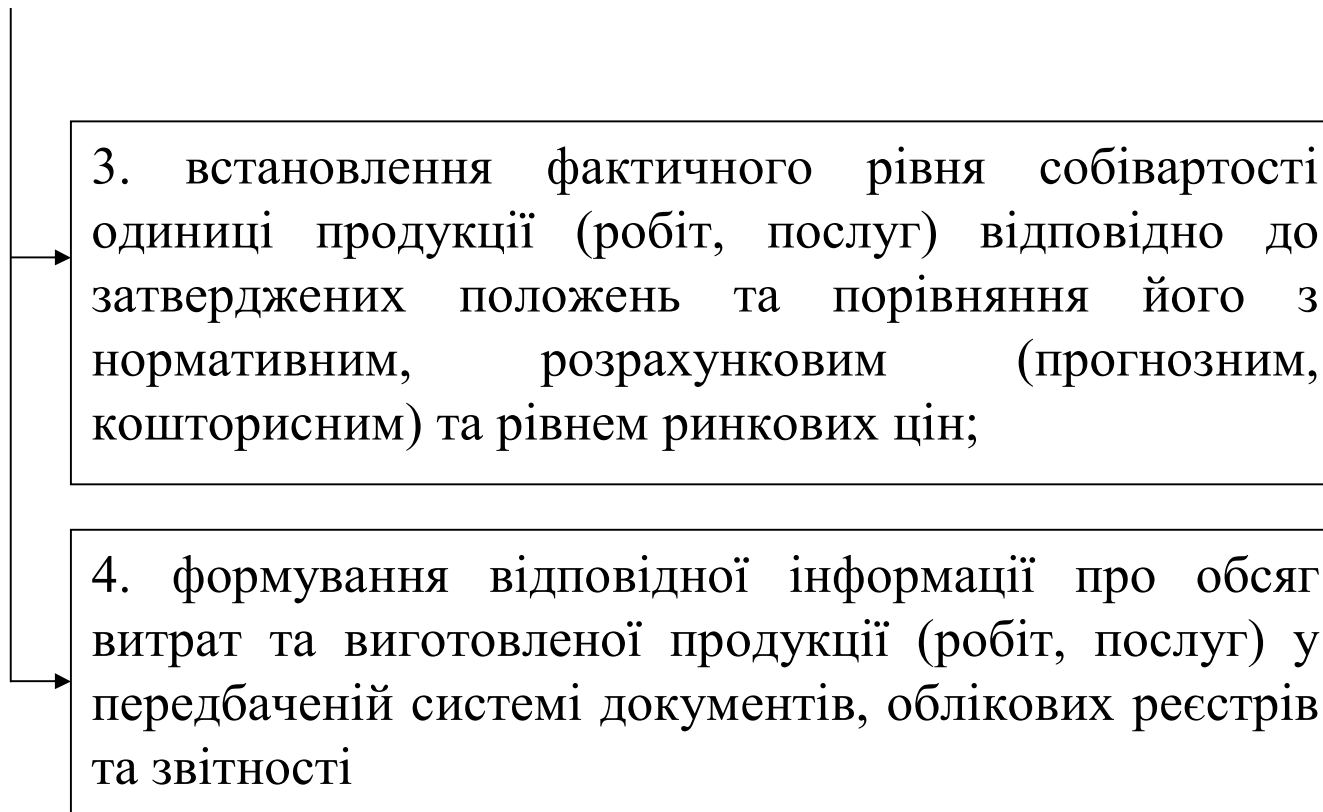 3. встановлення фактичного рівня собівартості
одиниці продукції (робіт, послуг) відповідно до
затверджених положень та порівняння його з
нормативним, розрахунковим (прогнозним,
кошторисним) та рівнем ринкових цін;
4. формування відповідної інформації про обсяг
витрат та виготовленої продукції (робіт, послуг) у
передбаченій системі документів, облікових реєстрів
та звітності